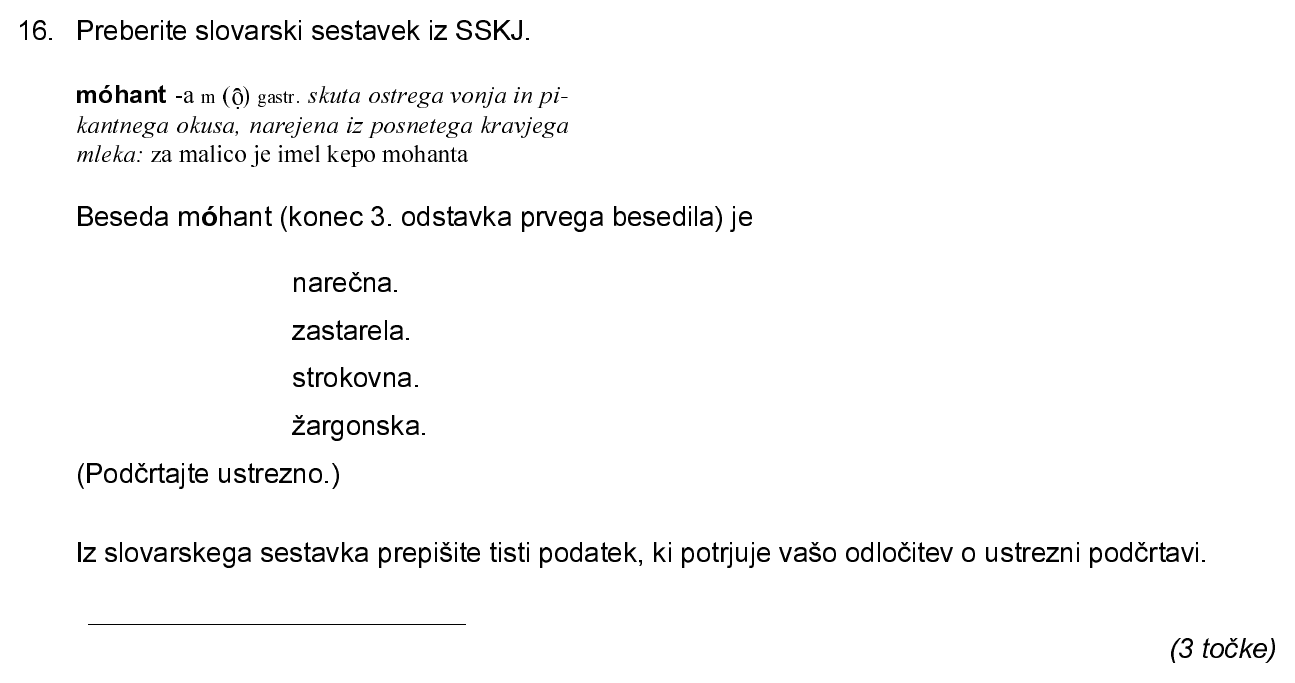 16. Preberite slovarski sestavek iz SSKJ.
móhant -a m (ọ̑) gastr. skuta ostrega vonja in pi-
kantnega okusa, narejena iz posnetega kravjega
mleka: za malico je imel kepo mohanta
Beseda móhant (konec 3. odstavka prvega besedila) je
narečna.
zastarela.
strokovna.
žargonska.
(Podčrtajte ustrezno.)
Iz slovarskega sestavka prepišite tisti podatek, ki potrjuje vašo odločitev o ustrezni podčrtavi.
(3 točke)